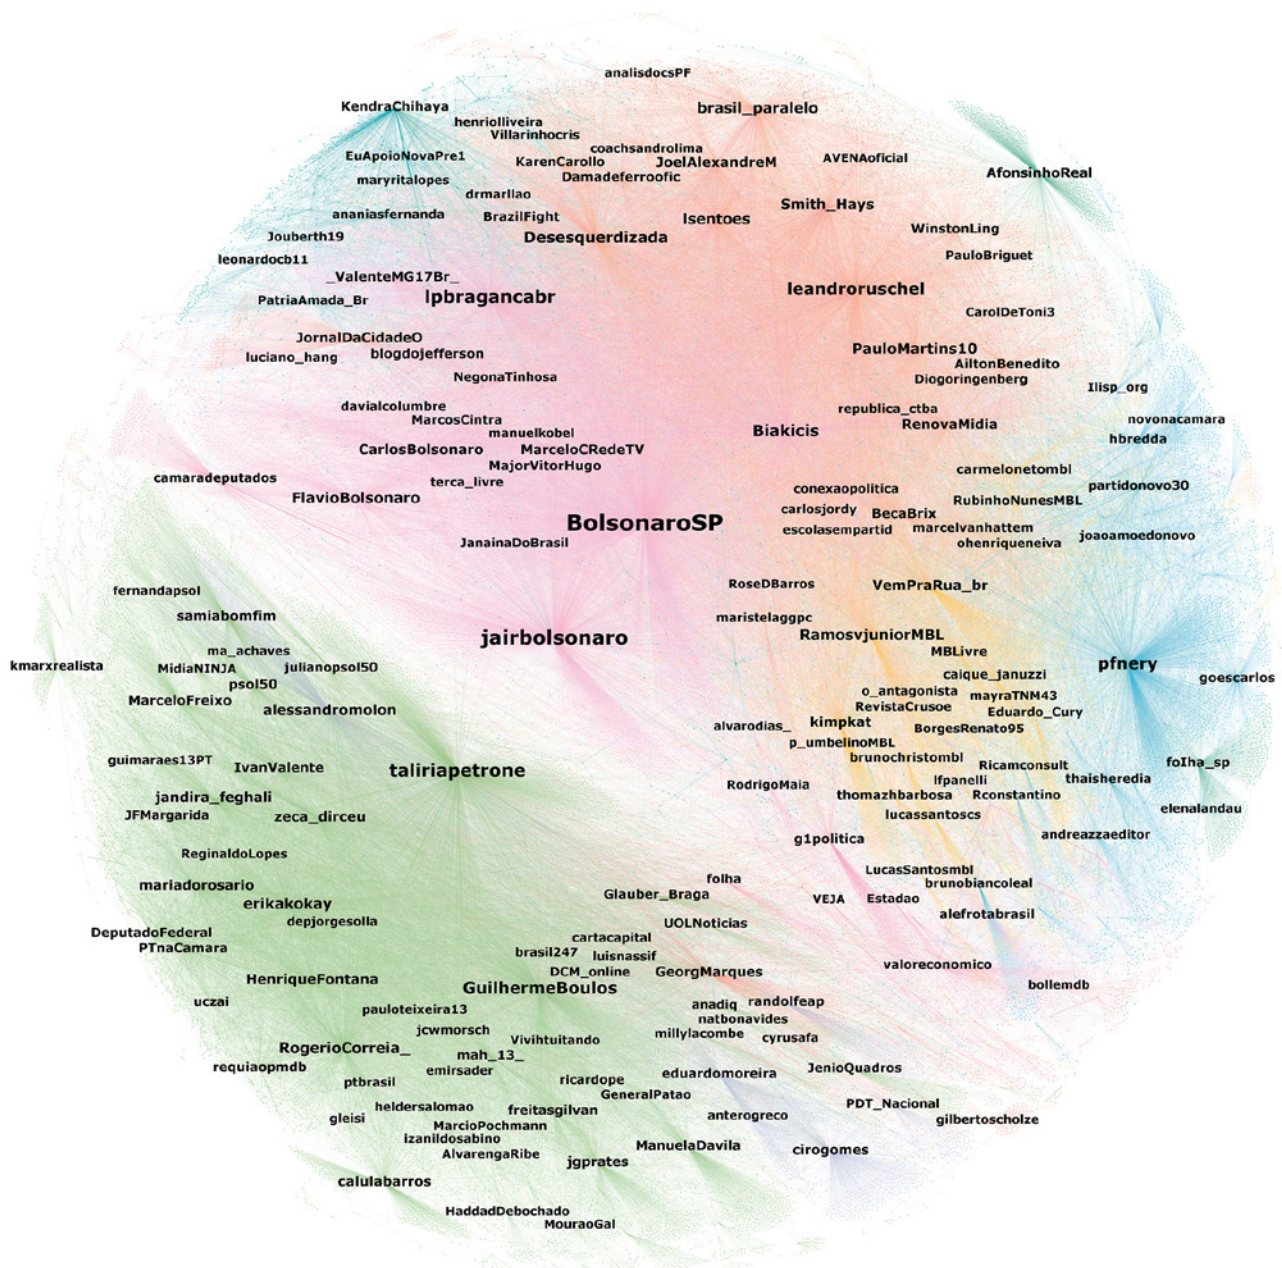 analisdocsPF
KendraChihaya
brasil_paralelo
henriolliveira
Villarinhocris
coachsandrolima
EuApoioNovaPre1
KarenCarollo
JoelAlexandreM
AVENAoficial
AfonsinhoReal
maryritalopes
Damadeferroofic
drmarllao
Smith_Hays
ananiasfernanda
BrazilFight
Isentoes
WinstonLing
Jouberth19
Desesquerdizada
leonardocb11
PauloBriguet
_ValenteMG17Br_
PatriaAmada_Br
lpbragancabr
leandroruschel
CarolDeToni3
JornalDaCidadeO
luciano_hang
blogdojefferson
PauloMartins10
AiltonBenedito
NegonaTinhosa
Diogoringenberg
Ilisp_org
davialcolumbre
MarcosCintra
republica_ctba
RenovaMidia
novonacamara
manuelkobel
Biakicis
hbredda
CarlosBolsonaro
MarceloCRedeTV
MajorVitorHugo
carmelonetombl
camaradeputados
terca_livre
conexaopolitica
partidonovo30
FlavioBolsonaro
RubinhoNunesMBL
carlosjordy
BecaBrix
BolsonaroSP
escolasempartid
marcelvanhattem
joaoamoedonovo
JanainaDoBrasil
ohenriqueneiva
fernandapsol
RoseDBarros
VemPraRua_br
samiabomfim
maristelaggpc
jairbolsonaro
RamosvjuniorMBL
ma_achaves
MBLivre
kmarxrealista
MidiaNINJA
julianopsol50
pfnery
caique_januzzi
goescarlos
psol50
o_antagonista
mayraTNM43
MarceloFreixo
alessandromolon
RevistaCrusoe
Eduardo_Cury
alvarodias_
kimpkat
BorgesRenato95
p_umbelinoMBL
guimaraes13PT
IvanValente
taliriapetrone
brunochristombl
Ricamconsult
foIha_sp
RodrigoMaia
lfpanelli
thaisheredia
jandira_feghali
thomazhbarbosa
Rconstantino
JFMargarida
zeca_dirceu
lucassantoscs
elenalandau
g1politica
andreazzaeditor
ReginaldoLopes
LucasSantosmbl
mariadorosario
folha
brunobiancoleal
erikakokay
Glauber_Braga
VEJA
Estadao
depjorgesolla
UOLNoticias
alefrotabrasil
DeputadoFederal
cartacapital
PTnaCamara
brasil247
luisnassif
valoreconomico
HenriqueFontana
DCM_online
GeorgMarques
bollemdb
GuilhermeBoulos
uczai
pauloteixeira13
anadiq
randolfeap
natbonavides
jcwmorsch
Vivihtuitando
millylacombe
cyrusafa
RogerioCorreia_
mah_13_
requiaopmdb
emirsader
eduardomoreira
JenioQuadros
ptbrasil
ricardope
GeneralPatao
heldersalomao
freitasgilvan
PDT_Nacional
gleisi
anterogreco
gilbertoscholze
MarcioPochmann
izanildosabino
ManuelaDavila
cirogomes
AlvarengaRibe
jgprates
calulabarros
HaddadDebochado
MouraoGal